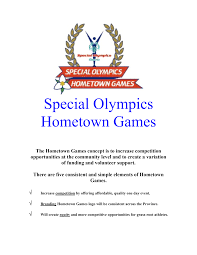 Special Olympics
SPECIAL OLYMPICS
HOMETOWN GAMES
Special Olympics
Hometown Games
The Hometown Games concept is to increase competition
opportunities at the community level and to create a variation
of funding and volunteer support.
There are five consistent and simple elements of Hometown
Games.
√ Increase competition by offering affordable, quality one day event.
√ Branding Hometown Games logo will be consistent across the Province.
√ Will create easier and more competitive opportunities for grass root athletes.